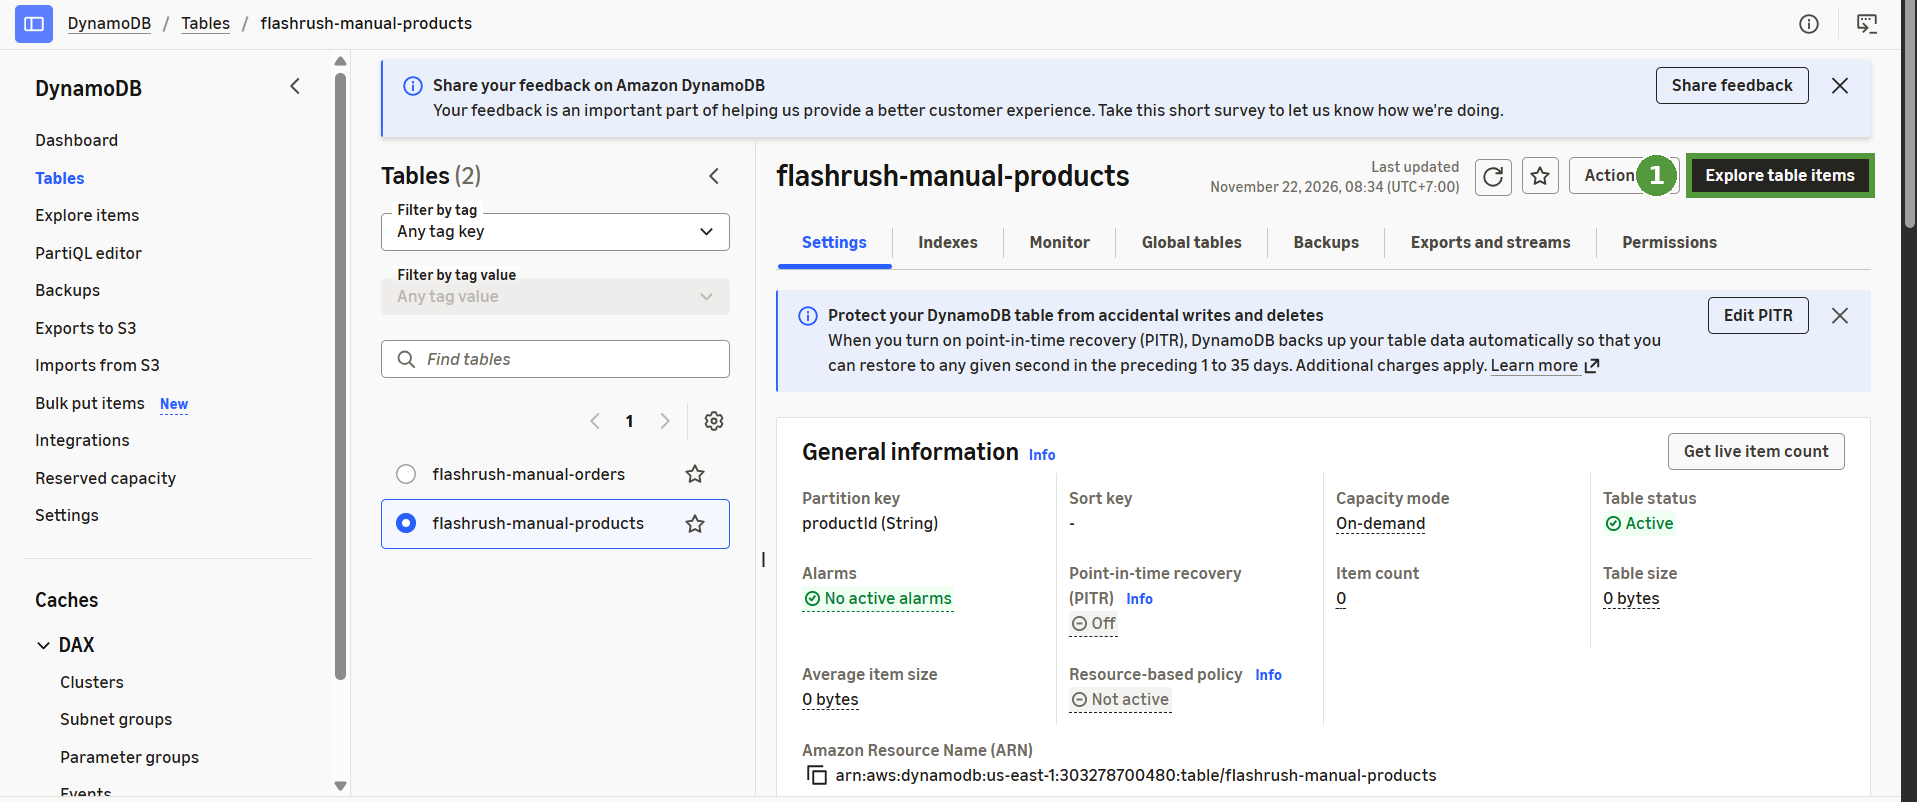 DynamoDB / Tables / flashrush-manual-products
DynamoDB
Dashboard
Tables
Explore items
PartiQL editor
Backups
Exports to S3
Imports from S3
Bulk put items New
Integrations
Reserved capacity
Settings
Caches
DAX
Clusters
Subnet groups
Parameter groups
Events
Share your feedback on Amazon DynamoDB
Your feedback is an important part of helping us provide a better customer experience. Take this short survey to let us know how we're doing.
Share feedback
Tables (2)
Filter by tag
Any tag key
Filter by tag value
Any tag value
Find tables
1
flashrush-manual-orders
flashrush-manual-products
flashrush-manual-products
Last updated
November 22, 2026, 08:34 (UTC+7:00)
Action
1
Explore table items
Settings
Indexes
Monitor
Global tables
Backups
Exports and streams
Permissions
Protect your DynamoDB table from accidental writes and deletes
When you turn on point-in-time recovery (PITR), DynamoDB backs up your table data automatically so that you
can restore to any given second in the preceding 1 to 35 days. Additional charges apply. Learn more
Edit PITR
General information Info
Get live item count
Partition key
productId (String)
Sort key
-
Capacity mode
On-demand
Table status
Active
Alarms
No active alarms
Point-in-time recovery
(PITR) Info
Off
Item count
0
Table size
0 bytes
Average item size
0 bytes
Resource-based policy Info
Not active
Amazon Resource Name (ARN)
arn:aws:dynamodb:us-east-1:303278700480:table/flashrush-manual-products